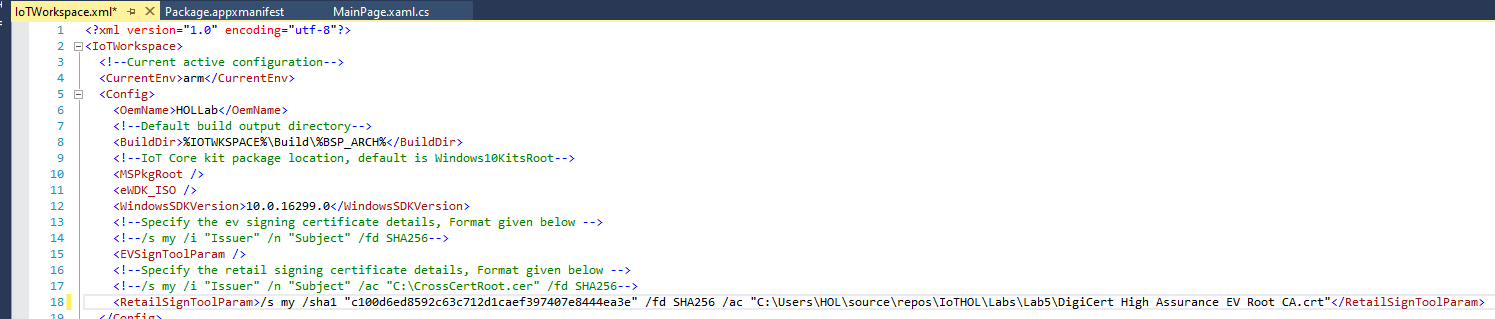 IoTWorkspace.xml* Package.appxmanifest MainPage.xaml.cs
1 <?xml version="1.0" encoding="utf-8"?>
2 <IoTWorkspace>
3 <!--Current active configuration-->
4 <CurrentEnv>arm</CurrentEnv>
5 <Config>
6 <OemName>HOLLab</OemName>
7 <!--Default build output directory-->
8 <BuildDir>%IOTWKSPACE%\Build\%BSP_ARCH%</BuildDir>
9 <!--IoT Core kit package location, default is Windows10KitsRoot-->
10 <MSPkgRoot />
11 <eWDK_ISO />
12 <WindowsSDKVersion>10.0.16299.0</WindowsSDKVersion>
13 <!--Specify the ev signing certificate details, Format given below -->
14 <!--/s my /i "Issuer" /n "Subject" /fd SHA256-->
15 <EVSignToolParam />
16 <!--Specify the retail signing certificate details, Format given below -->
17 <!--/s my /i "Issuer" /n "Subject" /ac "C:\CrossCertRoot.cer" /fd SHA256-->
18 <RetailSignToolParam>/s my /sha1 "c100d6ed8592c63c712d1caef397407e8444ea3e" /fd SHA256 /ac "C:\Users\HOL\source\repos\IoTHOL\Labs\Lab5\DigiCert High Assurance EV Root CA.crt"</RetailSignToolParam>
19 </Config>